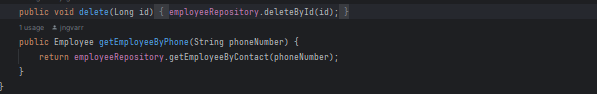 public void delete(Long id) { employeeRepository.deleteById(id); }
1 usage jngvarr
public Employee getEmployeeByPhone(String phoneNumber) {
return employeeRepository.getEmployeeByContact(phoneNumber);
}
}